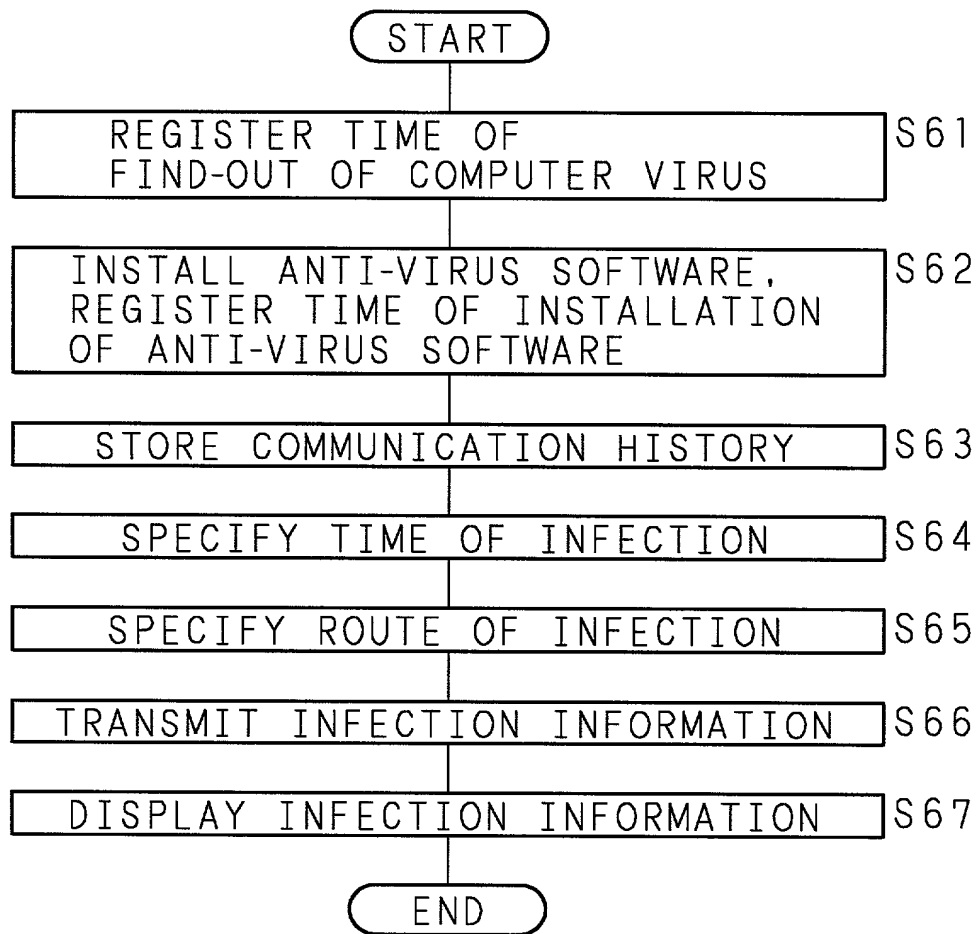 START
REGISTER TIME OF S61
FIND-OUT OF COMPUTER VIRUS
INSTALL ANTI-VIRUS SOFTWARE, S62
REGISTER TIME OF INSTALLATION
OF ANTI-VIRUS SOFTWARE
STORE COMMUNICATION HISTORY S63
SPECIFY TIME OF INFECTION S64
SPECIFY ROUTE OF INFECTION S65
TRANSMIT INFECTION INFORMATION S66
DISPLAY INFECTION INFORMATION S67
END